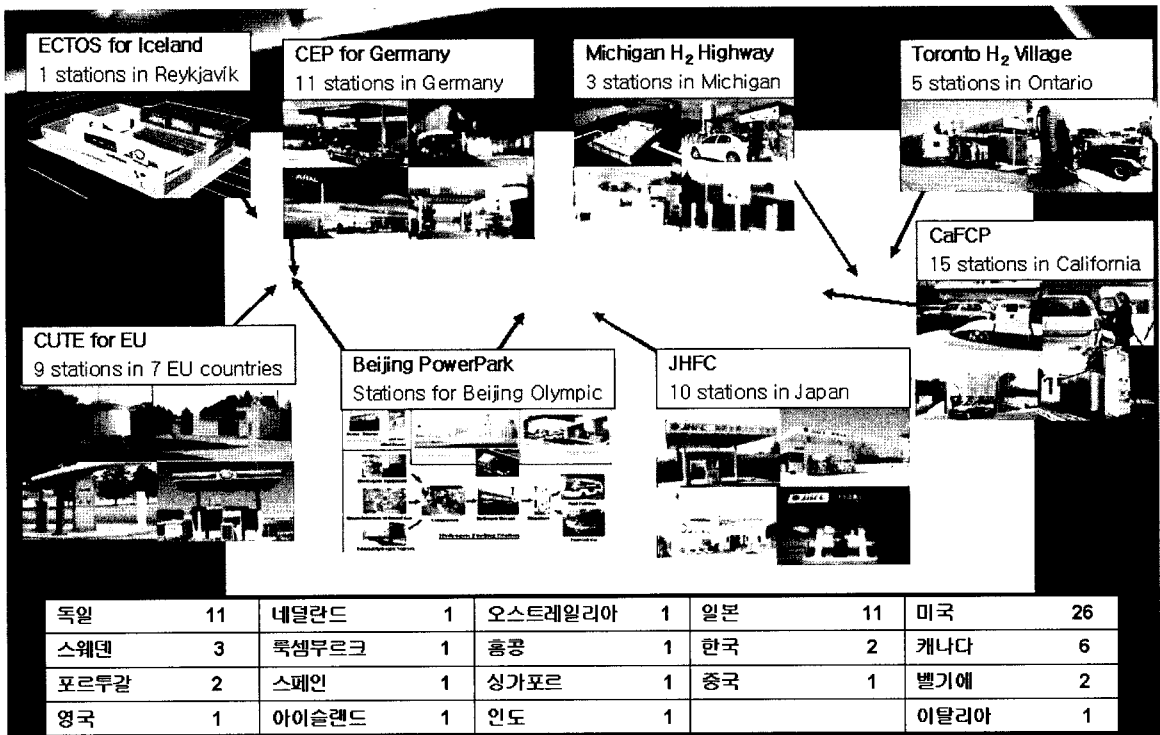 ECTOS for Iceland
1 stations in Reykjavík
CEP for Germany
11 stations in Germany
Michigan H₂ Highway
3 stations in Michigan
Toronto H₂ Village
5 stations in Ontario
CaFCP
15 stations in California
CUTE for EU
9 stations in 7 EU countries
Beijing PowerPark
Stations for Beijing Olympic
JHFC
10 stations in Japan
독일 11 네덜란드 1 오스트레일리아 1 일본 11 미국 26
스웨덴 3 룩셈부르크 1 홍콩 1 한국 2 캐나다 6
포르투갈 2 스페인 1 싱가포르 1 중국 1 벨기에 2
영국 1 아이슬랜드 1 인도 1 이탈리아 1